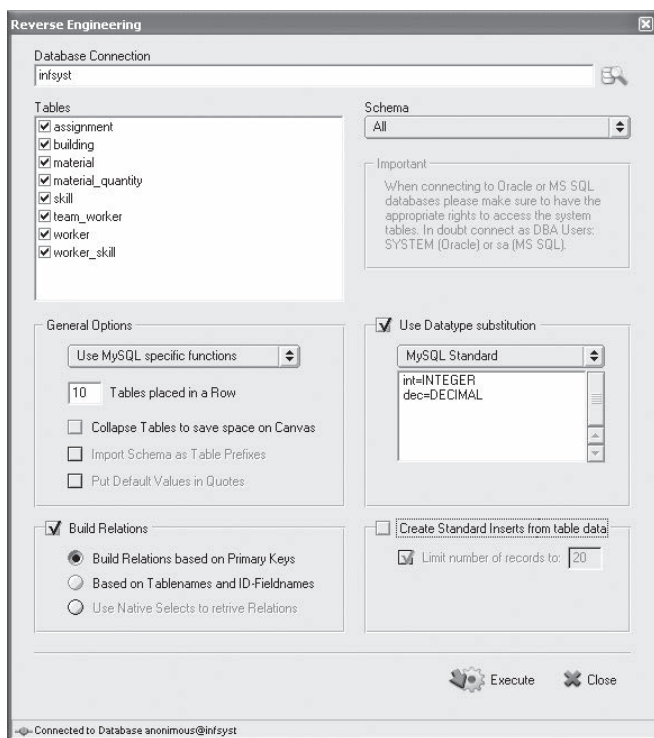 Reverse Engineering
Database Connection
infsyst
Tables
assignment
building
material
material_quantity
skill
team_worker
worker
worker_skill
Schema
All
Important
When connecting to Oracle or MS SQL
databases please make sure to have the
appropriate rights to access the system
tables. In doubt connect as DBA Users:
SYSTEM (Oracle) or sa (MS SQL).
General Options
Use MySQL specific functions
10 Tables placed in a Row
Collapse Tables to save space on Canvas
Import Schema as Table Prefixes
Put Default Values in Quotes
Use Datatype substitution
MySQL Standard
int=INTEGER
dec=DECIMAL
Build Relations
Build Relations based on Primary Keys
Based on Tablenames and ID-Fieldnames
Use Native Selects to retrive Relations
Create Standard Inserts from table data
Limit number of records to: 20
Execute
Close
Connected to Database anonimous@infsyst